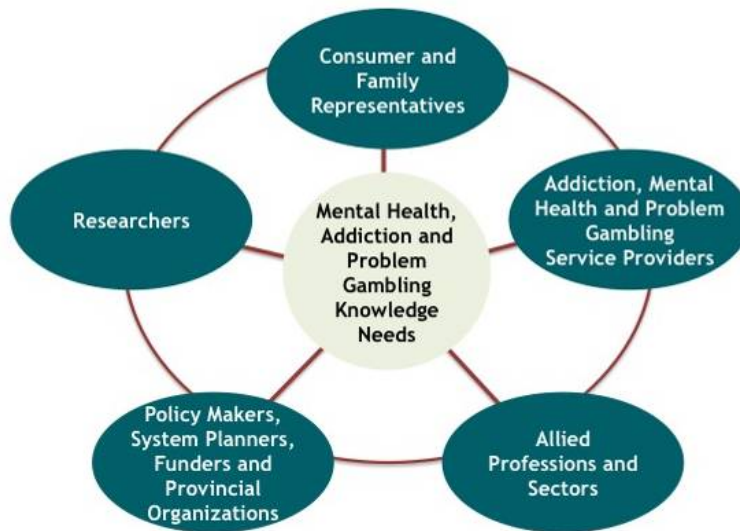 Consumer and
Family
Representatives
Addiction, Mental
Health and Problem
Gambling
Service Providers
Researchers
Mental Health,
Addiction and
Problem
Gambling
Knowledge
Needs
Policy Makers,
System Planners,
Funders and
Provincial
Organizations
Allied
Professions and
Sectors